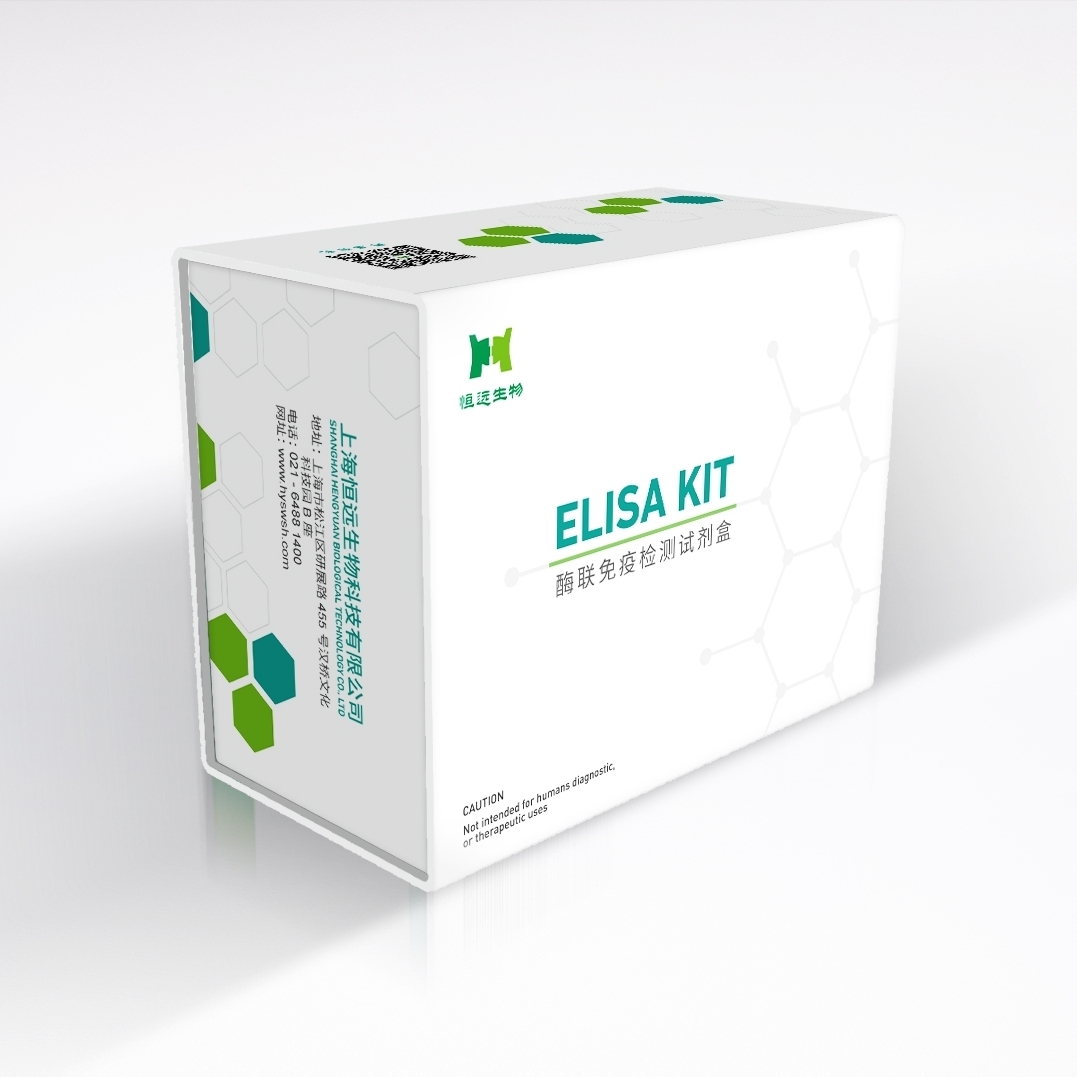 恒远生物
ELISA KIT
酶联免疫检测试剂盒
CAUTION
Not intended for humans diagnostic,
or therapeutic uses
上海恒远生物科技有限公司
SHANGHAI HENGYUAN BIOLOGICAL TECHNOLOGY CO., LTD
地址：上海市松江区研展路 455 号汉桥文化
科技园 B 座
电话：021 - 6488 1400
网址：www.hyswsh.com